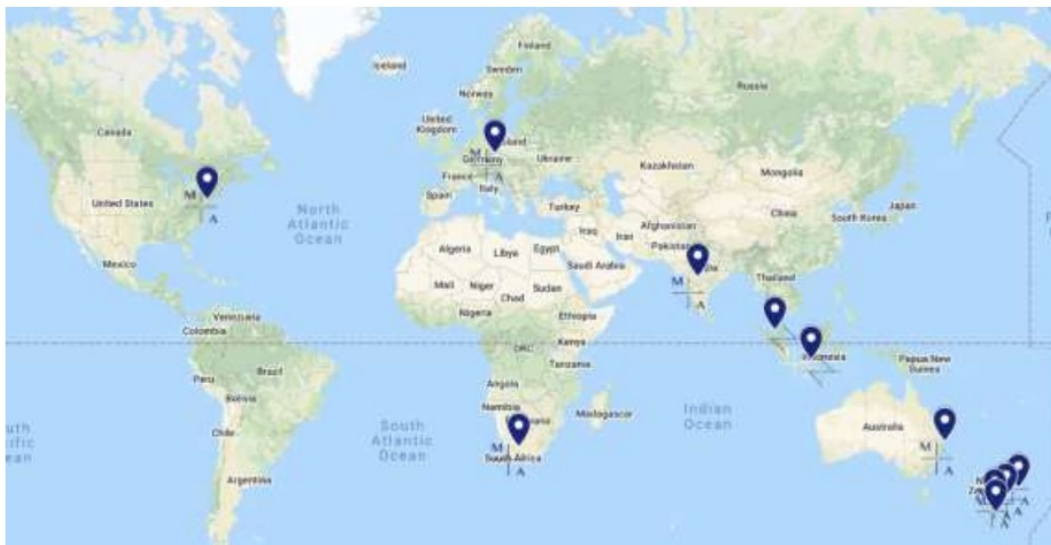 Iceland
Finland
Sweden
Norway
Russia
Canada
United
Kingdom
M
Germany
Ukraine
Kazakhstan
Mongolia
France
A
Italy
Spain
Turkey
M
United States
A
North
Atlantic
Ocean
China
South Korea
Japan
Iraq
Iran
Afghanistan
Pakistan
Algeria
Libya
Egypt
Saudi Arabia
Mexico
M
A
Thailand
Mali
Niger
Chad
Sudan
Nigeria
Ethiopia
Venezuela
Colombia
DRC
Kenya
Tanzania
Indonesia
Papua New
Guinea
Peru
Brazil
Bolivia
Angola
Namibia
Madagascar
Indian
Ocean
South
Atlantic
Ocean
Chile
Argentina
M
South Africa
A
Australia
M
A
A
A